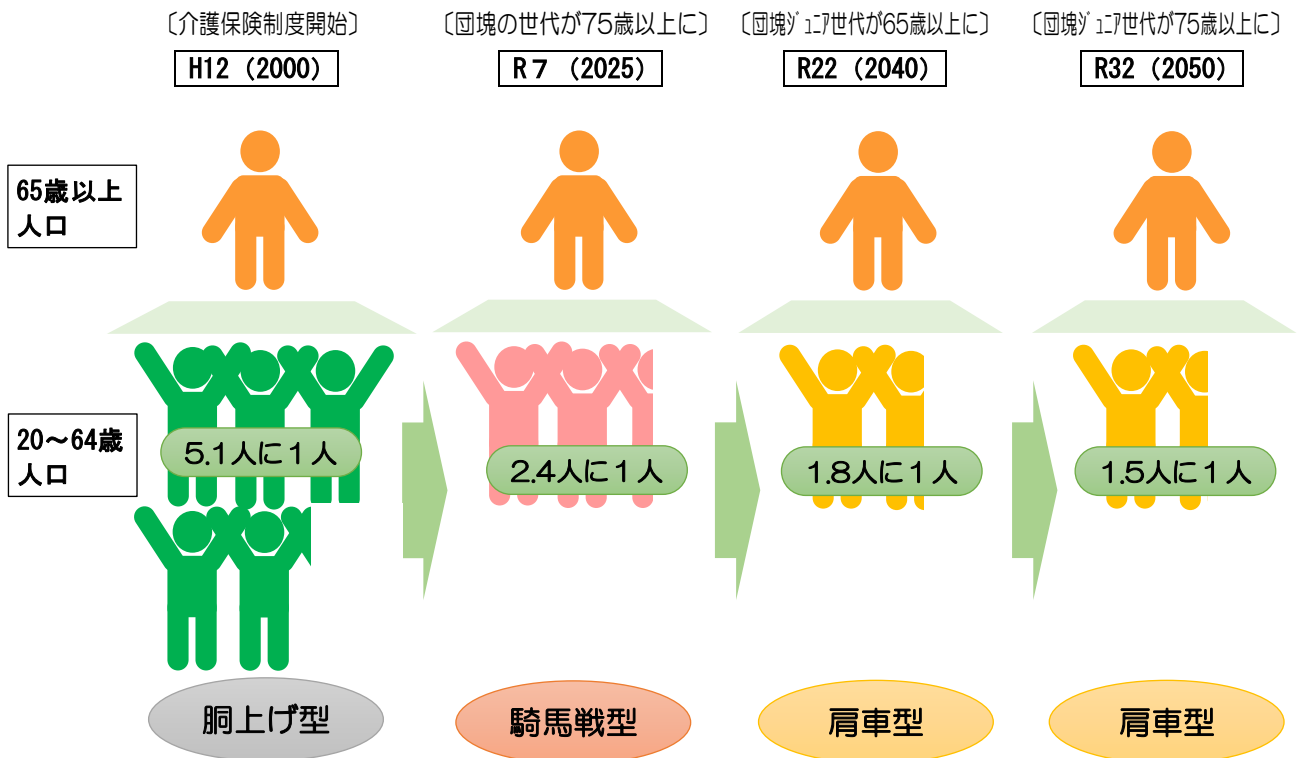 〔介護保険制度開始〕
〔団塊の世代が75歳以上に〕
〔団塊ｼﾞｭﾆｱ世代が65歳以上に〕
〔団塊ｼﾞｭﾆｱ世代が75歳以上に〕
H12（2000）
R７（2025）
R22（2040）
R32（2050）
65歳以上
人口
20～64歳
人口
5.1人に１人
2.4人に１人
1.8人に１人
1.5人に１人
胴上げ型
騎馬戦型
肩車型
肩車型